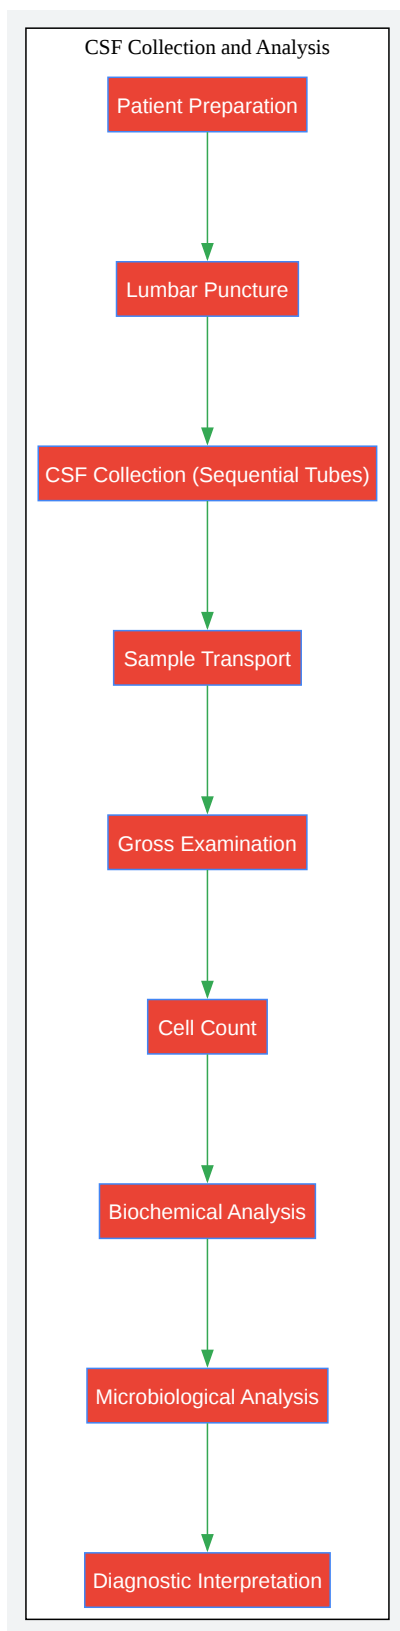 CSF Collection and Analysis
Patient Preparation
Lumbar Puncture
CSF Collection (Sequential Tubes)
Sample Transport
Gross Examination
Cell Count
Biochemical Analysis
Microbiological Analysis
Diagnostic Interpretation